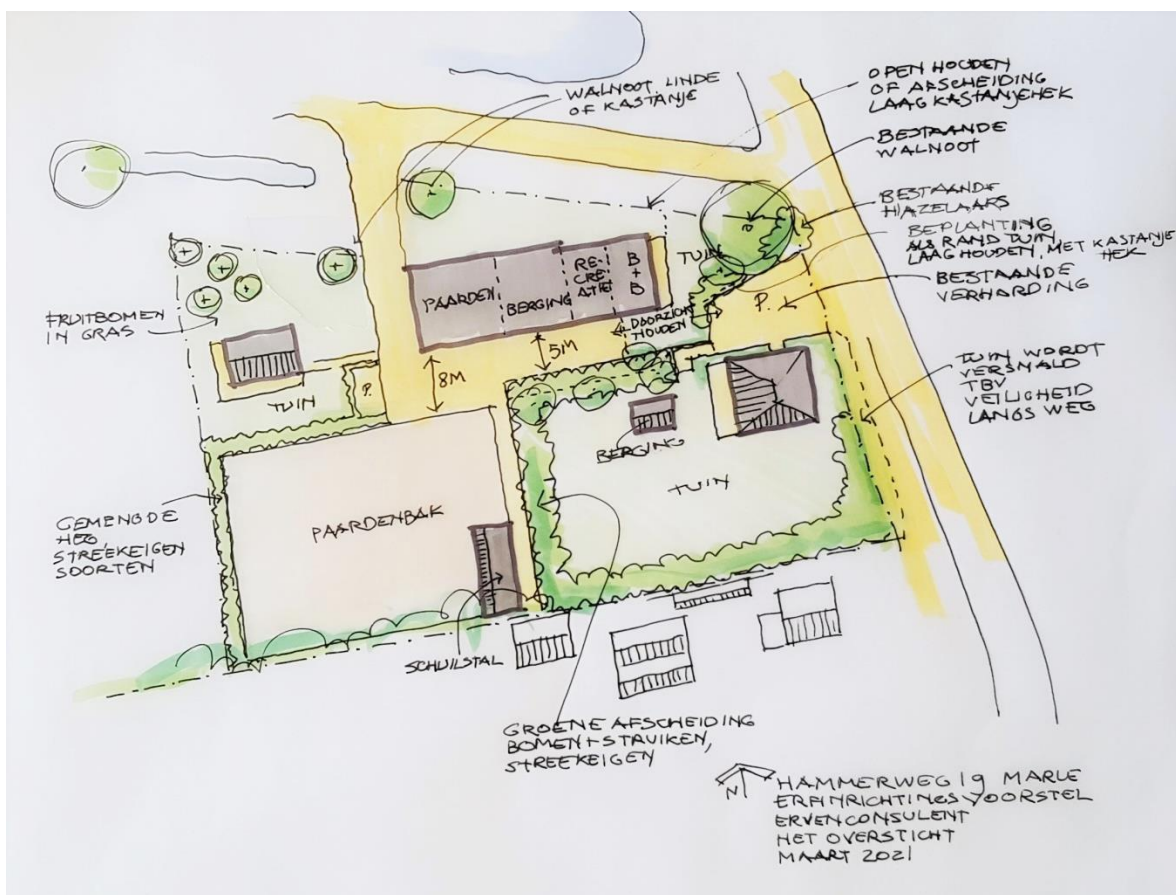 WALNOOT LINDE
OF KASTANJE
OPEN HOUDEN
OF AFSCHEIDING
LAAG KASTANJEHEK
BESTAANDE
WALNOOT
BESTAANDE
HAZELAARS
BEPLANTING
ALS RAND TUIN
LAAG HOUDEN, MET KASTANJE
HEK
BESTAANDE
VERHARDING
TUIN WORDT
VERSMALD
TBV
VEILIGHEID
LANGS WEG
FRUITBOMEN
IN GRAS
TUIN
P.
PAARDEN
BERGING
RE-
CRE-
ATIE
B
+
B
TUIN
P.
DOORZICHT
HOUDEN
5M
8M
BERGING
TUIN
PAARDENBAK
GEMENGDE
HEG,
STREEKEIGEN
SOORTEN
SCHUILSTAL
GROENE AFSCHEIDING
BOMEN + STRUIKEN,
STREEKEIGEN
N
HAMMERWEG 19 MARLE
ERFINRICHTINGS-VOORSTEL
ERVENCONSULENT
HET OVERSTICHT
MAART 2021